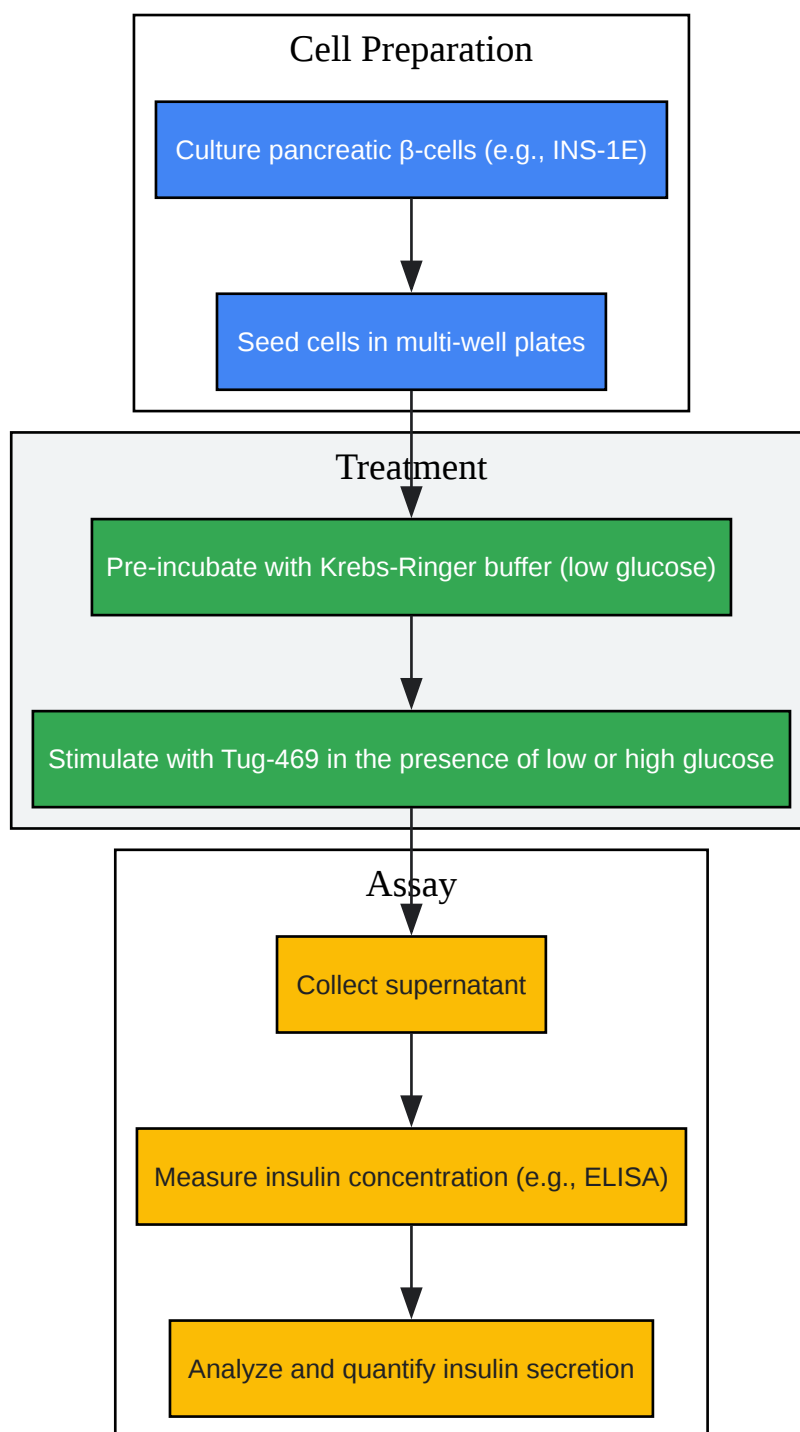 Cell Preparation
Culture pancreatic β-cells (e.g., INS-1E)
Seed cells in multi-well plates
Treatment
Pre-incubate with Krebs-Ringer buffer (low glucose)
Stimulate with Tug-469 in the presence of low or high glucose
Assay
Collect supernatant
Measure insulin concentration (e.g., ELISA)
Analyze and quantify insulin secretion